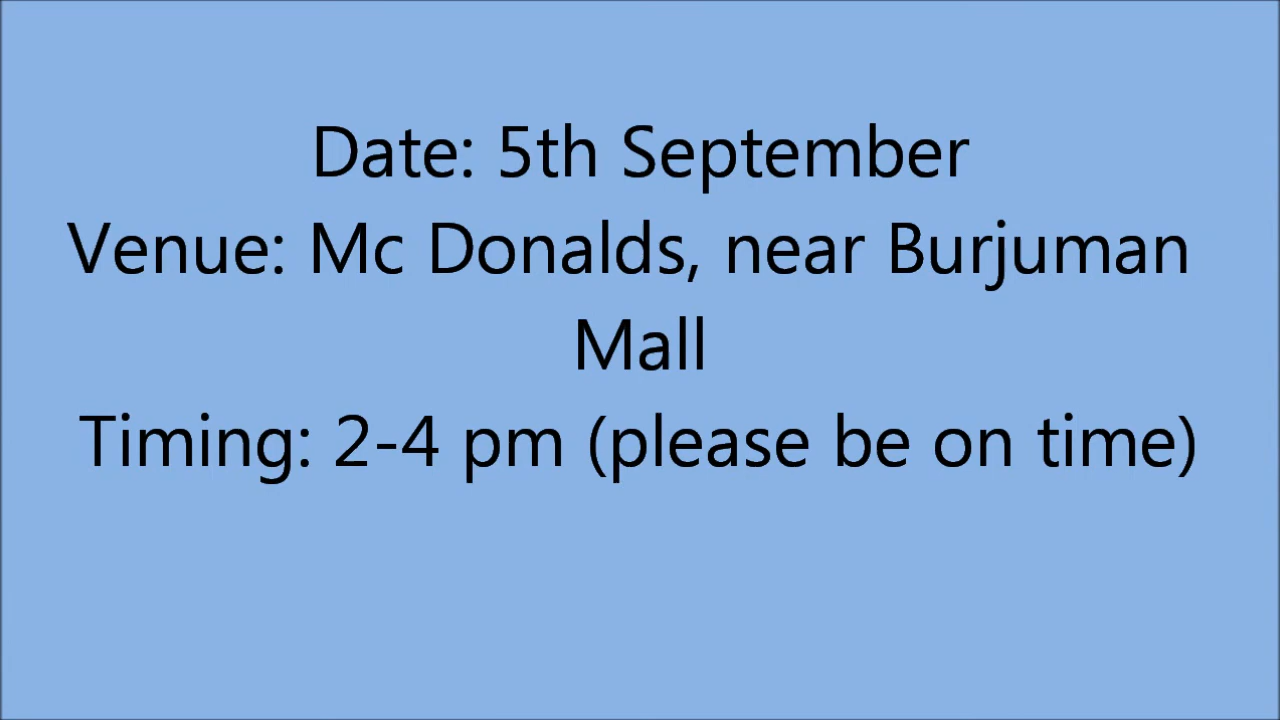 Date: 5th September
Venue: Mc Donalds, near Burjuman
Mall
Timing: 2-4 pm (please be on time)